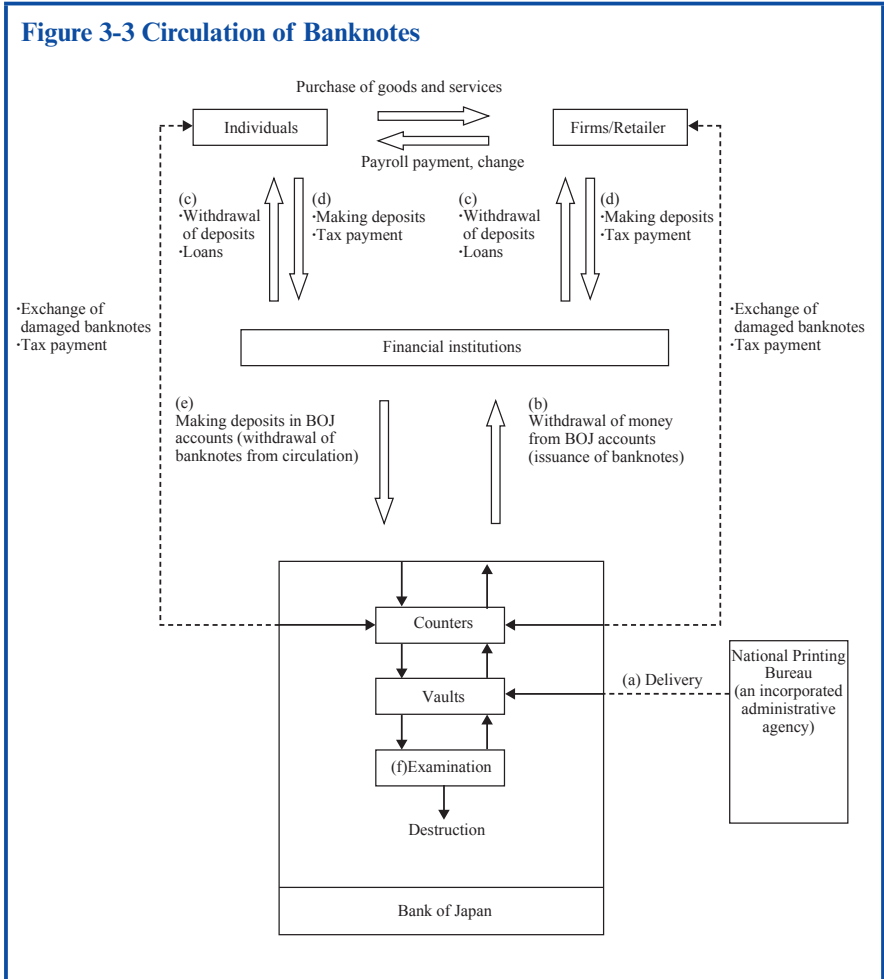 Figure 3-3 Circulation of Banknotes
Purchase of goods and services
Individuals
Firms/Retailer
Payroll payment, change
(c)
·Withdrawal
of deposits
·Loans
(d)
·Making deposits
·Tax payment
(c)
·Withdrawal
of deposits
·Loans
(d)
·Making deposits
·Tax payment
·Exchange of
damaged banknotes
·Tax payment
·Exchange of
damaged banknotes
·Tax payment
Financial institutions
(e)
Making deposits in BOJ
accounts (withdrawal of
banknotes from circulation)
(b)
Withdrawal of money
from BOJ accounts
(issuance of banknotes)
Counters
National Printing
Bureau
(an incorporated
administrative
agency)
(a) Delivery
Vaults
(f)Examination
Destruction
Bank of Japan